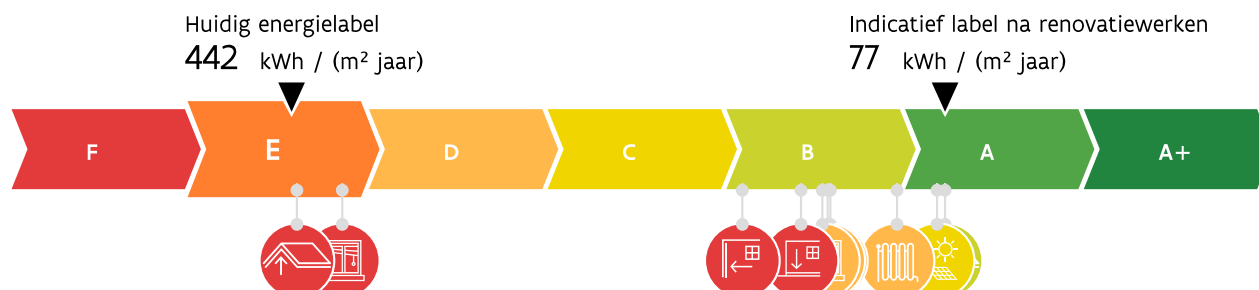 Huidig energielabel
442 kWh / (m² jaar)
Indicatief label na renovatiewerken
77 kWh / (m² jaar)
F
E
D
C
B
A
A+